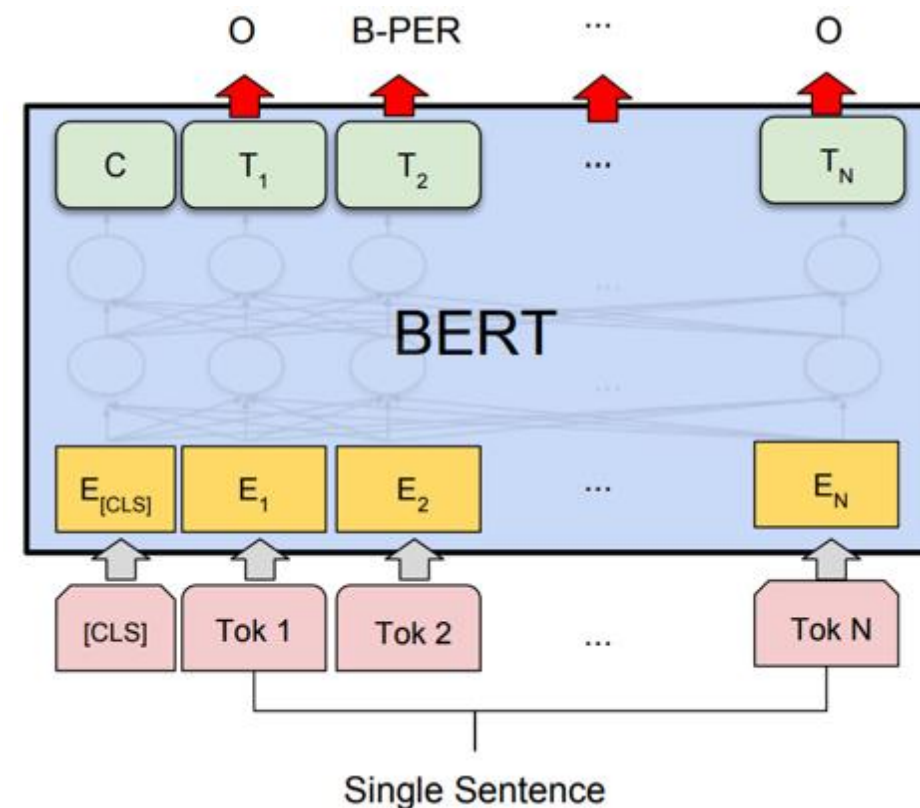 O B-PER ... O
C T1 T2 ... TN
...
BERT
...
E[CLS] E1 E2 ... EN
[CLS] Tok 1 Tok 2 ... Tok N
Single Sentence